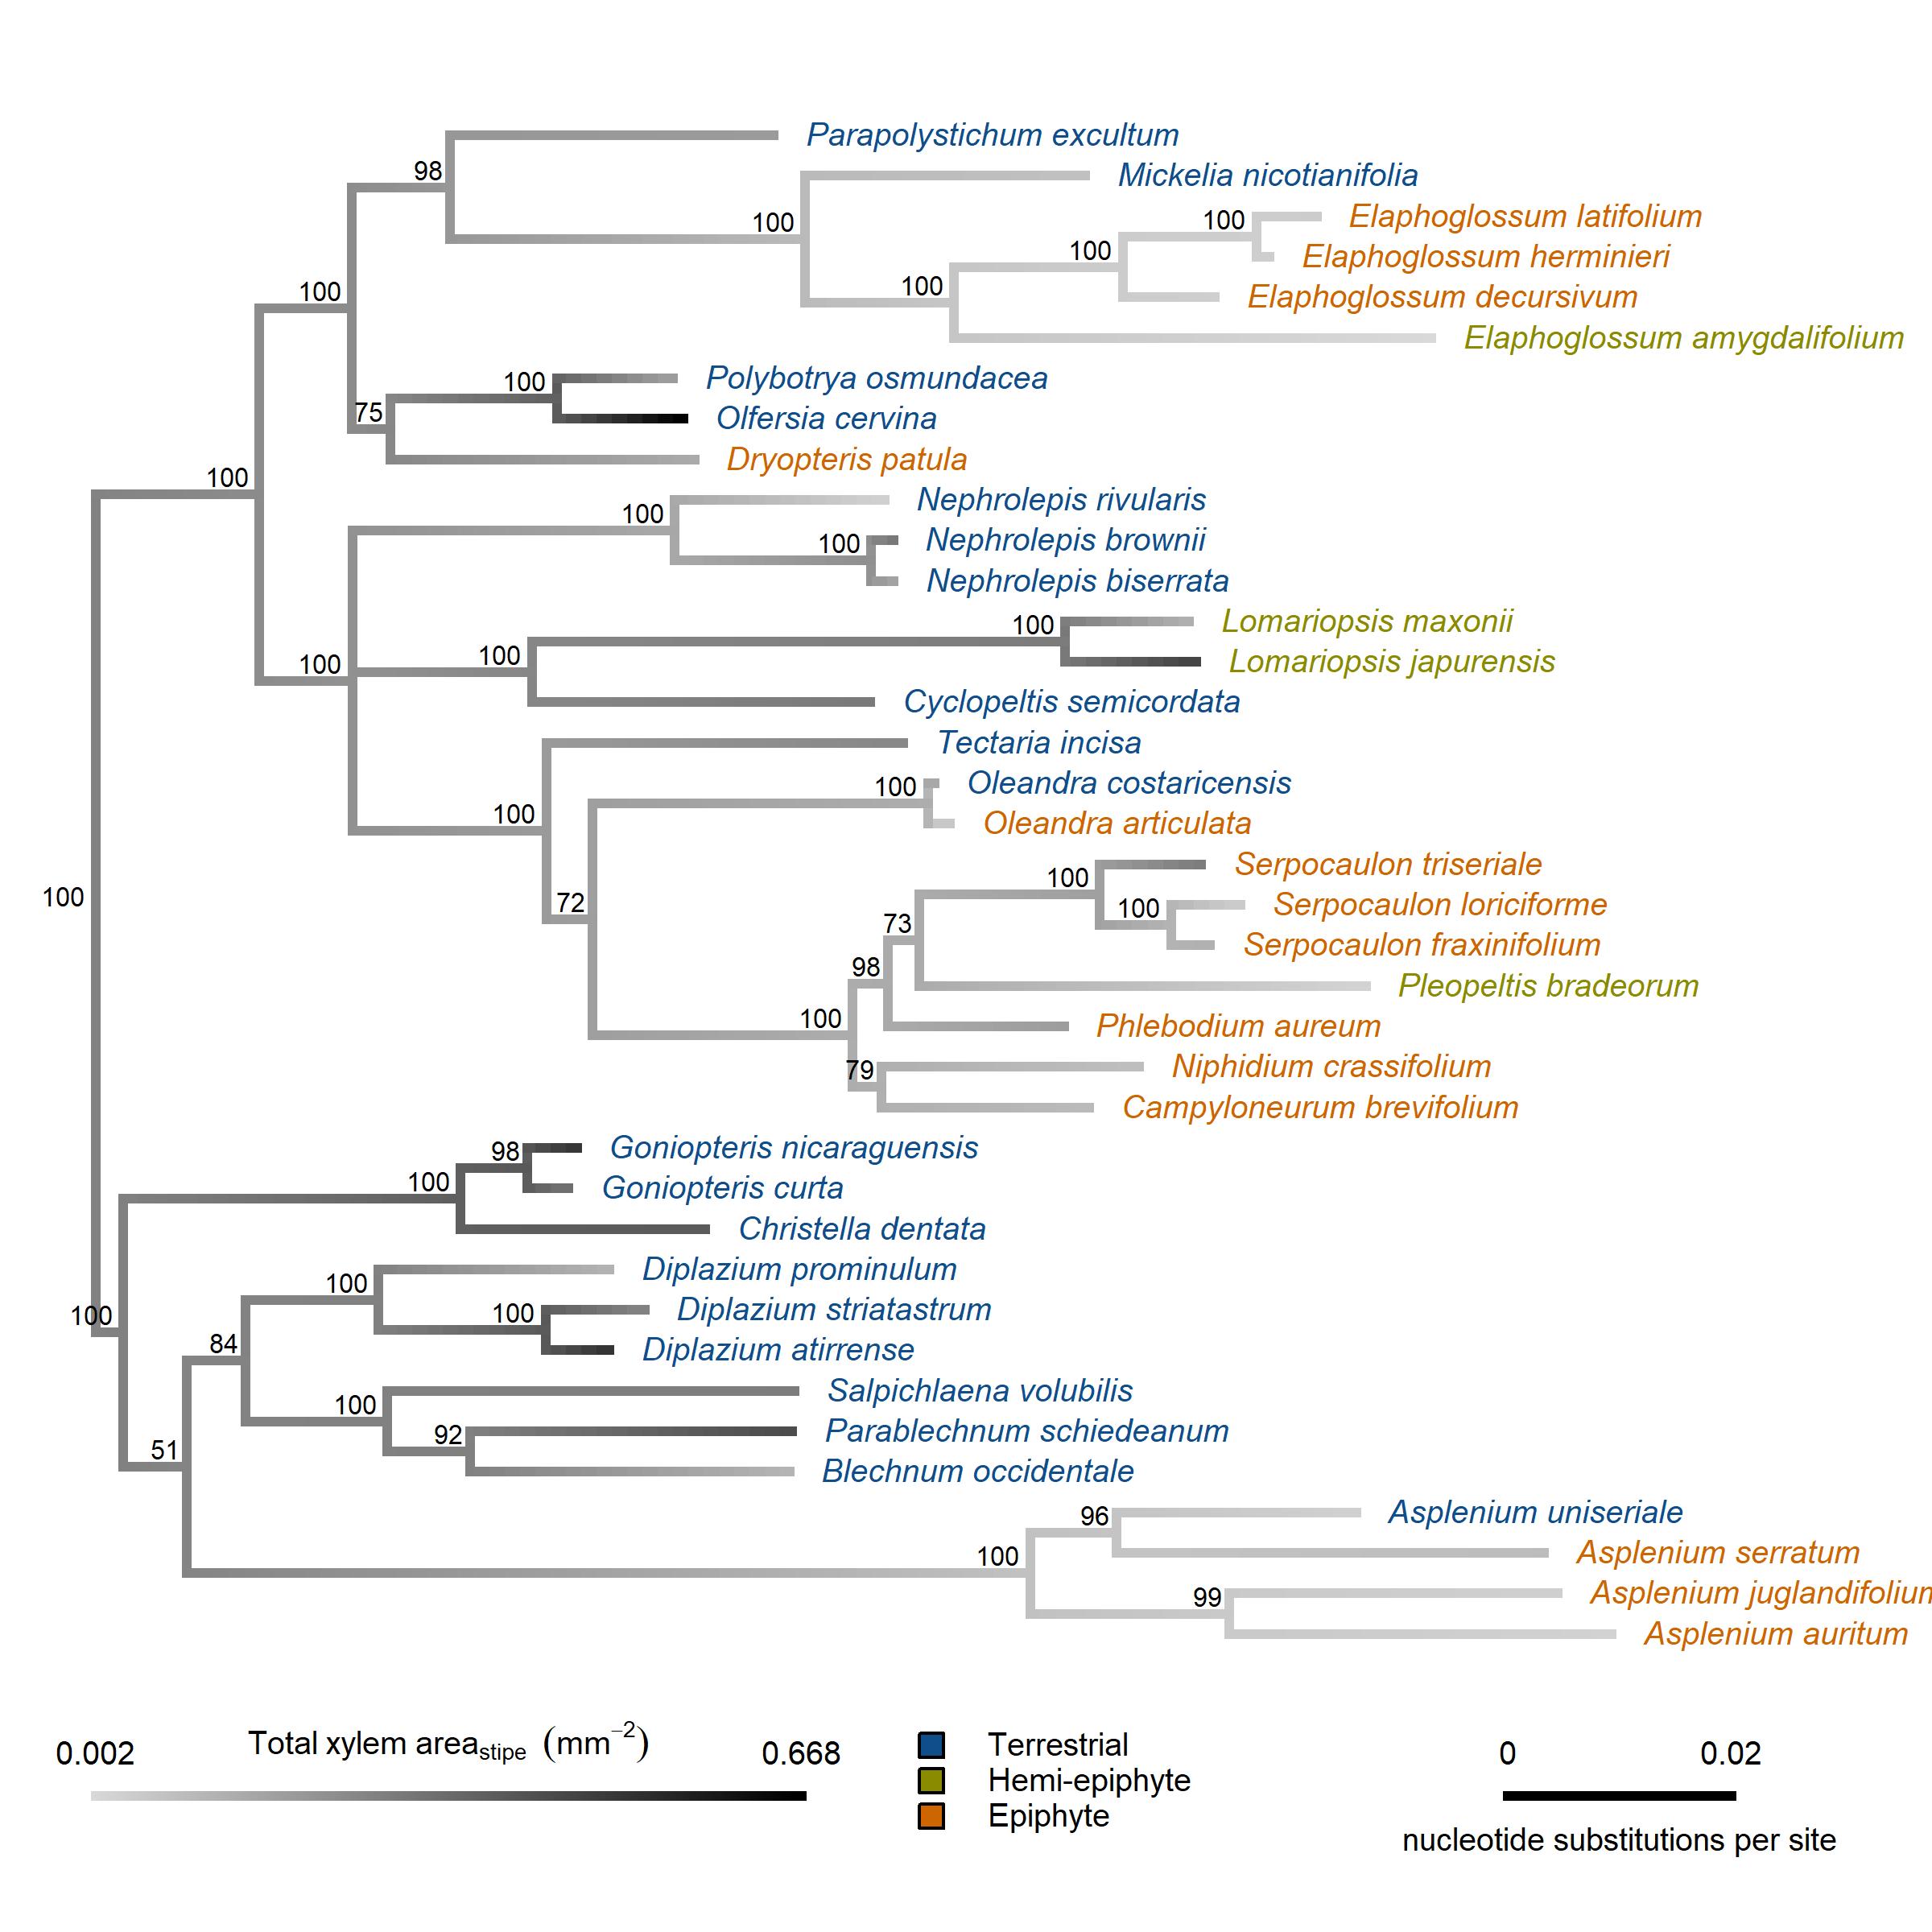 Parapolystichum excultum
98
Mickelia nicotianifolia
100
Elaphoglossum latifolium
100
Elaphoglossum herminieri
100
Elaphoglossum decursivum
100
100
Elaphoglossum amygdalifolium
Polybotrya osmundacea
100
Olfersia cervina
75
Dryopteris patula
100
Nephrolepis rivularis
100
Nephrolepis brownii
100
Nephrolepis biserrata
Lomariopsis maxonii
100
Lomariopsis japurensis
100
100
Cyclopeltis semicordata
Tectaria incisa
Oleandra costaricensis
100
100
Oleandra articulata
Serpocaulon triseriale
100
100
72
Serpocaulon loriciforme
100
73
Serpocaulon fraxinifolium
98
Pleopeltis bradeorum
100
Phlebodium aureum
Niphidium crassifolium
79
Campyloneurum brevifolium
Goniopteris nicaraguensis
98
100
Goniopteris curta
Christella dentata
Diplazium prominulum
100
Diplazium striatastrum
100
100
84
Diplazium atirrense
Salpichlaena volubilis
100
Parablechnum schiedeanum
92
51
Blechnum occidentale
Asplenium uniseriale
96
100
Asplenium serratum
Asplenium juglandifoliun
99
Asplenium auritum
0.002 Total xylem areastipe (mm−2) 0.668
Terrestrial
Hemi-epiphyte
Epiphyte
0 0.02
nucleotide substitutions per site